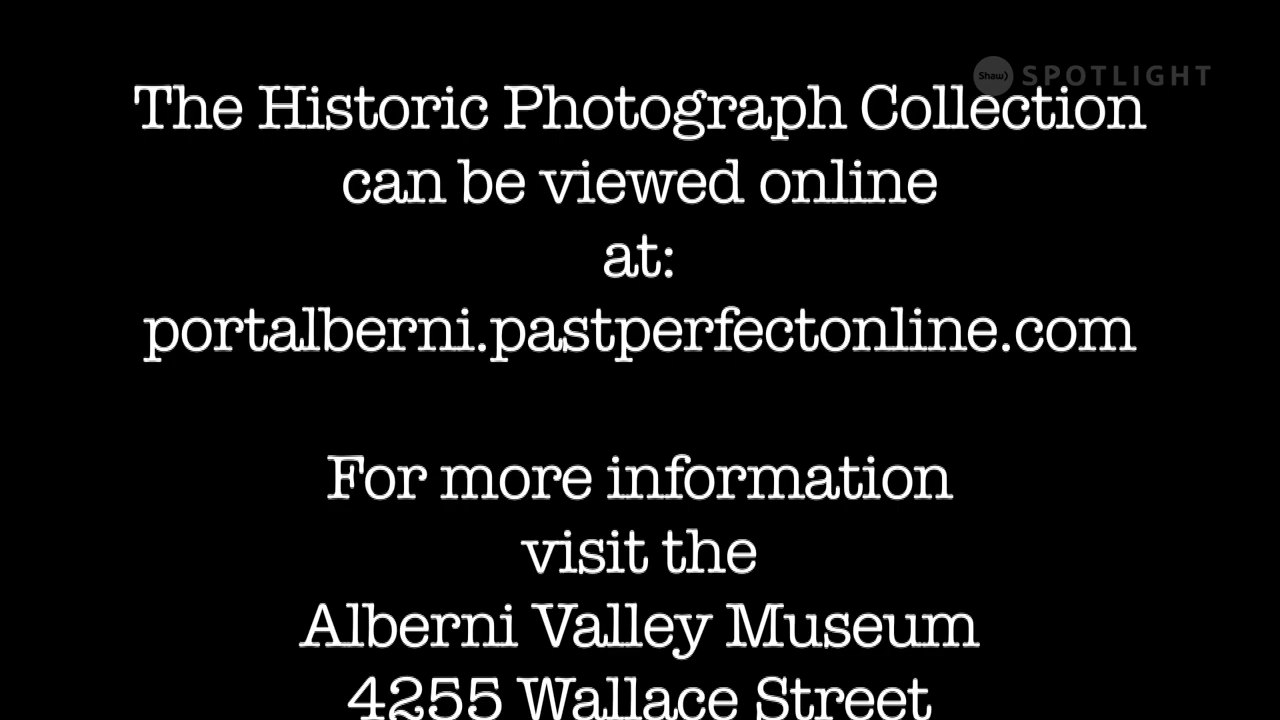 Shaw) SPOTLIGHT
The Historic Photograph Collection
can be viewed online
at:
portalberni.pastperfectonline.com
For more information
visit the
Alberni Valley Museum
4255 Wallace Street